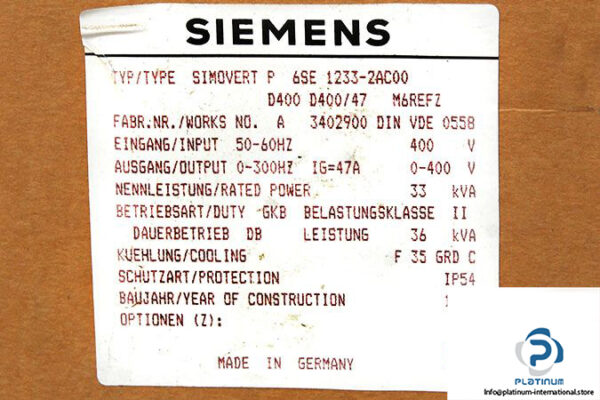 SIEMENS
TYP/TYPE SIMOVERT P 6SE 1233-2AC00
D400 D400/47 M6REFZ
FABR.NR./WORKS NO. A 3402900 DIN VDE 0558
EINGANG/INPUT 50-60HZ 400 V
AUSGANG/OUTPUT 0-300HZ IG=47A 0-400 V
NENNLEISTUNG/RATED POWER 33 kVA
BETRIEBSART/DUTY GKB BELASTUNGSKLASSE II
DAUERBETRIEB DB LEISTUNG 36 kVA
KUEHLUNG/COOLING F 35 GRD C
SCHUTZART/PROTECTION IP54
BAUJAHR/YEAR OF CONSTRUCTION 1
OPTIONEN (Z):
MADE IN GERMANY
PLATINUM
Info@platinum-international.store